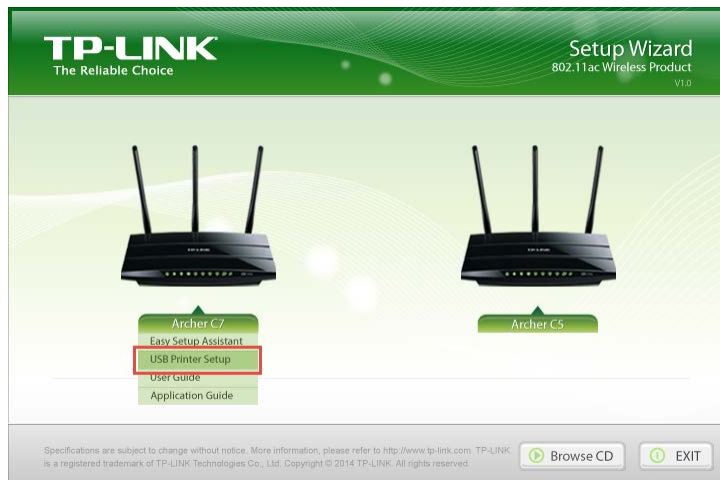 TP-LINK
The Reliable Choice
Setup Wizard
802.11ac Wireless Product
V1.0
Archer C7
Easy Setup Assistant
USB Printer Setup
User Guide
Application Guide
Archer C5
Specifications are subject to change without notice. More information, please refer to http://www.tp-link.com. TP-LINK
is a registered trademark of TP-LINK Technologies Co., Ltd. Copyright © 2014 TP-LINK. All rights reserved.
Browse CD
EXIT